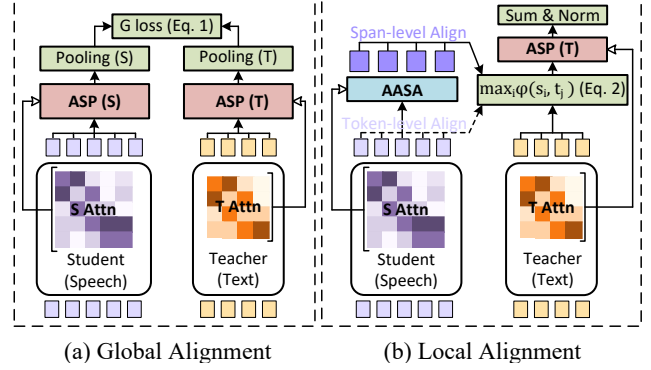 G loss (Eq. 1)
Pooling (S)
Pooling (T)
ASP (S)
ASP (T)
S Attn
T Attn
Student
(Speech)
Teacher
(Text)
(a) Global Alignment
Sum & Norm
Span-level Align
ASP (T)
AASA
maxᵢφ(sᵢ, tⱼ) (Eq. 2)
Token-level Align
S Attn
T Attn
Student
(Speech)
Teacher
(Text)
(b) Local Alignment